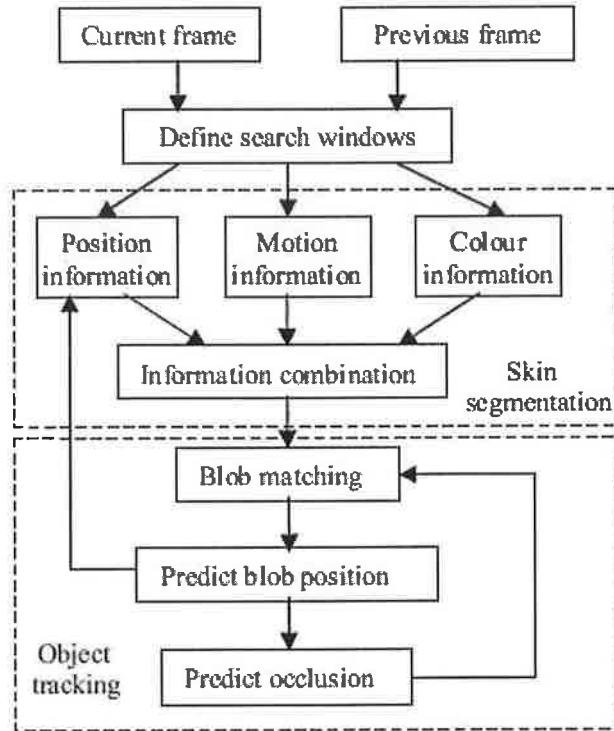 Current frame
Previous frame
Define search windows
Position
information
Motion
information
Colour
information
Information combination
Skin
segmentation
Blob matching
Predict blob position
Object
tracking
Predict occlusion